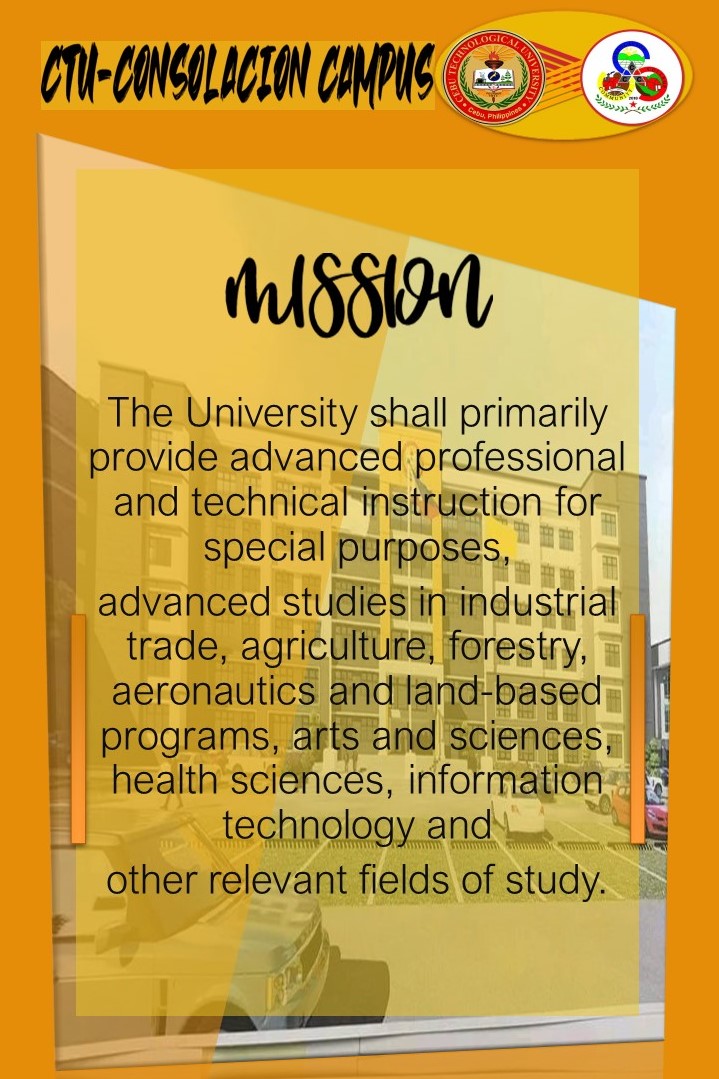 CTU-CONSOLACION CAMPUS
CEBU TECHNOLOGICAL UNIVERSITY
Cebu, Philippines
COMMUNITY
mission
The University shall primarily
provide advanced professional
and technical instruction for
special purposes,
advanced studies in industrial
trade, agriculture, forestry,
aeronautics and land-based
programs, arts and sciences,
health sciences, information
technology and
other relevant fields of study.